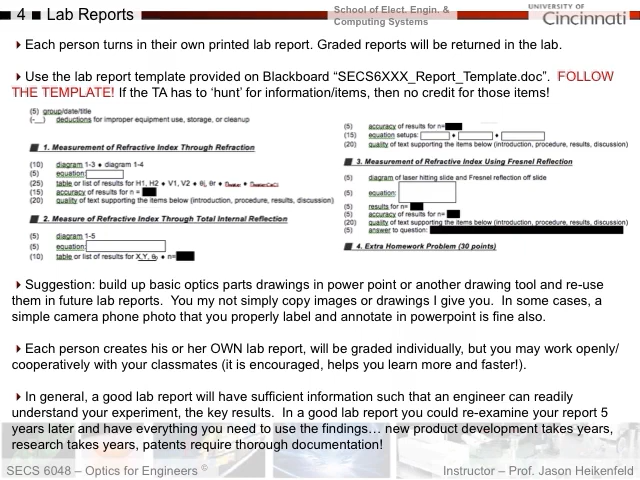 4 ■ Lab Reports
School of Elect. Engin. &
Computing Systems
UNIVERSITY OF
Cincinnati
Each person turns in their own printed lab report. Graded reports will be returned in the lab.
Use the lab report template provided on Blackboard “SECS6XXX_Report_Template.doc”. FOLLOW
THE TEMPLATE! If the TA has to ‘hunt’ for information/items, then no credit for those items!
(5) group/date/title
(-__) deductions for improper equipment use, storage, or cleanup
1. Measurement of Refractive Index Through Refraction
(10) diagram 1-3 ♦ diagram 1-4
(5) equation:
(25) table or list of results for H1, H2 ♦ V1, V2 ♦ θi, θr ♦
(15) accuracy of results for n =
(20) quality of text supporting the items below (introduction, procedure, results, discussion)
2. Measure of Refractive Index Through Total Internal Reflection
(5) diagram 1-5
(5) equation:
(10) table or list of results for X,Y, θc ♦ n=
(5) accuracy of results for n=
(15) equation setups: ♦ ♦
(20) quality of text supporting the items below (introduction, procedure, results, discussion)
3. Measurement of Refractive Index Using Fresnel Reflection
(5) diagram of laser hitting slide and Fresnel reflection off slide
(5) equation:
(5) results for n=
(5) accuracy of results for n=
(20) quality of text supporting the items below (introduction, procedure, results, discussion)
(5) answer to question:
4. Extra Homework Problem (30 points)
Suggestion: build up basic optics parts drawings in power point or another drawing tool and re-use
them in future lab reports. You my not simply copy images or drawings I give you. In some cases, a
simple camera phone photo that you properly label and annotate in powerpoint is fine also.
Each person creates his or her OWN lab report, will be graded individually, but you may work openly/
cooperatively with your classmates (it is encouraged, helps you learn more and faster!).
In general, a good lab report will have sufficient information such that an engineer can readily
understand your experiment, the key results. In a good lab report you could re-examine your report 5
years later and have everything you need to use the findings… new product development takes years,
research takes years, patents require thorough documentation!
SECS 6048 – Optics for Engineers ©
Instructor – Prof. Jason Heikenfeld